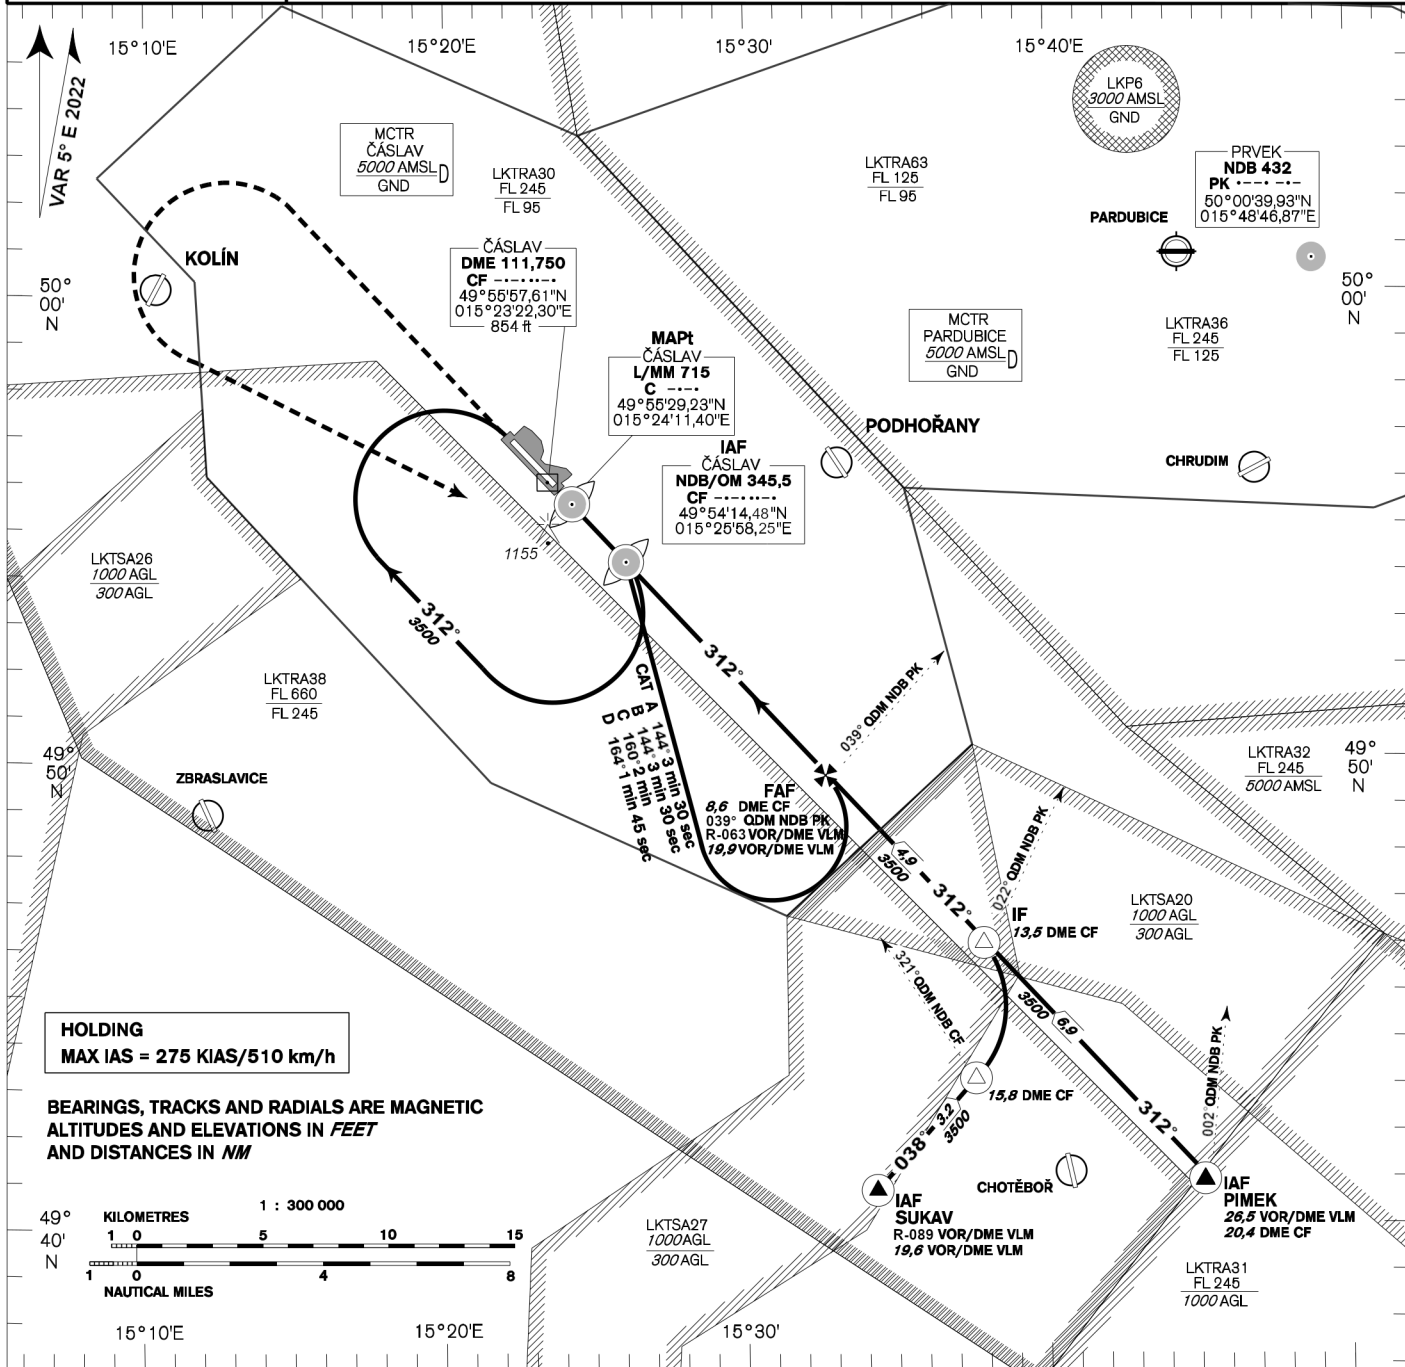 15°10'E
15°20'E
15°30'
15°40'E
VAR 5° E 2022
LKP6
3000 AMSL
GND
MCTR
ČÁSLAV
5000 AMSL D
GND
LKTRA30
FL 245
FL 95
LKTRA63
FL 125
FL 95
PRVEK
NDB 432
PK ·--· -·-
50°00'39,93"N
015°48'46,87"E
PARDUBICE
KOLÍN
ČÁSLAV
DME 111,750
CF -·-· ··-·
49°55'57,61"N
015°23'22,30"E
854 ft
50°
00'
N
50°
00'
N
MAPt
ČÁSLAV
L/MM 715
C -·-·
49°55'29,23"N
015°24'11,40"E
MCTR
PARDUBICE
5000 AMSL D
GND
LKTRA36
FL 245
FL 125
PODHOŘANY
IAF
ČÁSLAV
NDB/OM 345,5
CF -·-· ··-·
49°54'14,48"N
015°25'58,25"E
CHRUDIM
1155
LKTSA26
1000 AGL
300 AGL
312°
3500
312°
039° QDM NDB PK
LKTRA38
FL 660
FL 245
CAT A 144° 3 min 30 sec
B 144° 3 min 30 sec
C 160° 2 min
D 164° 1 min 45 sec
49°
50'
N
ZBRASLAVICE
FAF
8,6 DME CF
039° QDM NDB PK
R-063 VOR/DME VLM
19,9 VOR/DME VLM
LKTRA32
FL 245
5000 AMSL
49°
50'
N
4,9
3500
312°
022° QDM NDB PK
IF
13,5 DME CF
LKTSA20
1000 AGL
300 AGL
321° QDM NDB CF
3500
6,9
HOLDING
MAX IAS = 275 KIAS/510 km/h
002° QDM NDB PK
15,8 DME CF
BEARINGS, TRACKS AND RADIALS ARE MAGNETIC
ALTITUDES AND ELEVATIONS IN FEET
AND DISTANCES IN NM
038°
3.2
3500
312°
CHOTĚBOŘ
IAF
SUKAV
R-089 VOR/DME VLM
19,6 VOR/DME VLM
IAF
PIMEK
26,5 VOR/DME VLM
20,4 DME CF
1 : 300 000
KILOMETRES
1 0 5 10 15
1 0 4 8
NAUTICAL MILES
49°
40'
N
LKTSA27
1000 AGL
300 AGL
LKTRA31
FL 245
1000 AGL
15°10'E
15°20'E
15°30'